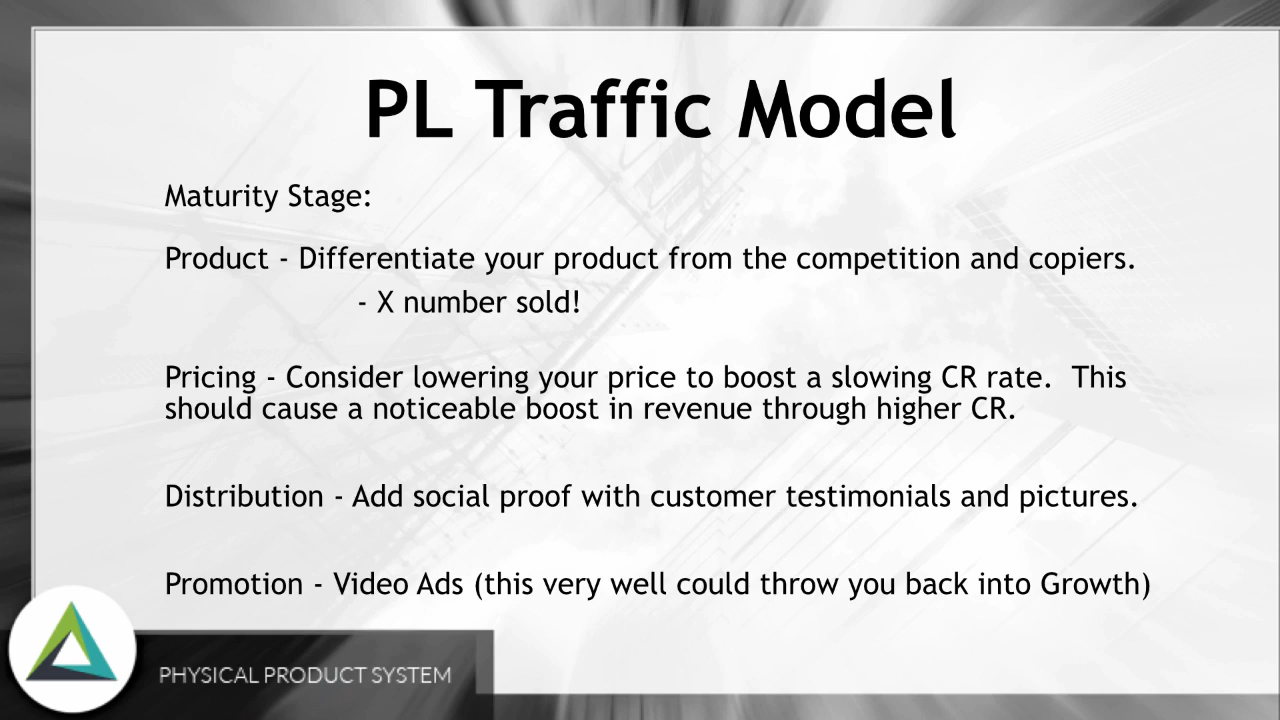 PL Traffic Model
Maturity Stage:
Product - Differentiate your product from the competition and copiers.
- X number sold!
Pricing - Consider lowering your price to boost a slowing CR rate.  This
should cause a noticeable boost in revenue through higher CR.
Distribution - Add social proof with customer testimonials and pictures.
Promotion - Video Ads (this very well could throw you back into Growth)
PHYSICAL PRODUCT SYSTEM